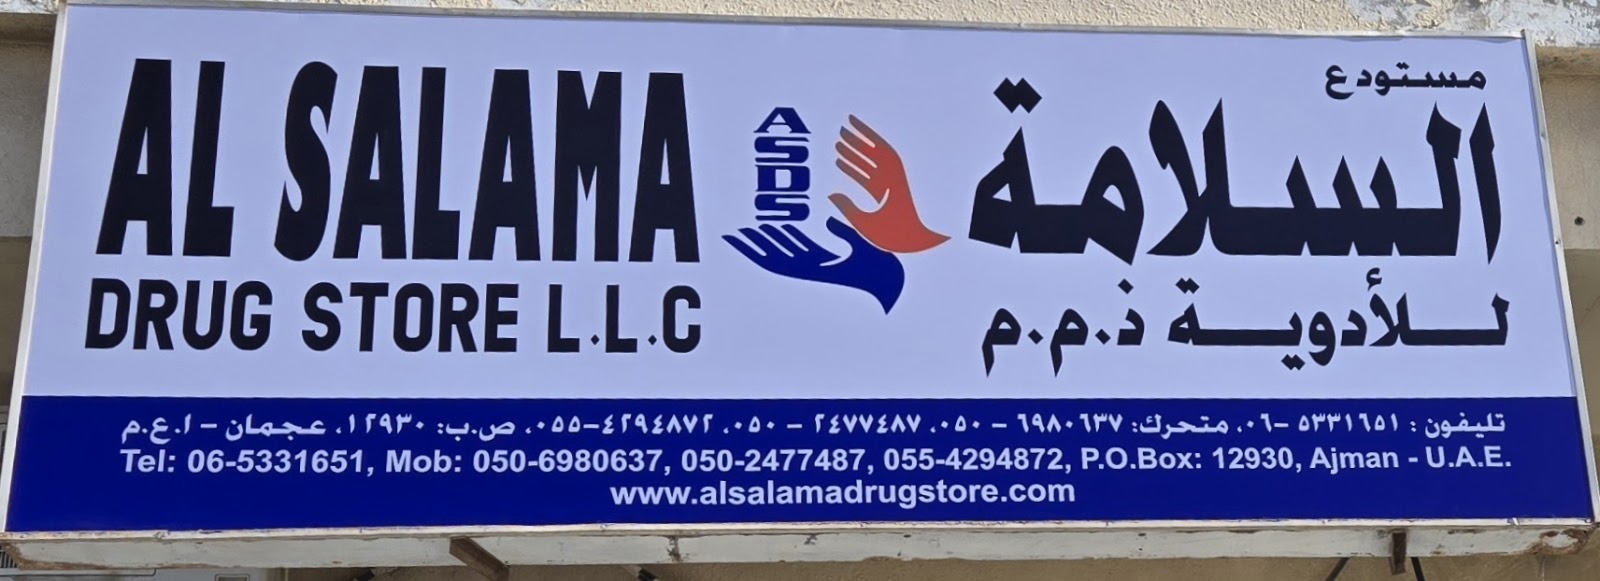 AL SALAMA
DRUG STORE L.L.C
ASDS
مستودع
السلامة
للأدوية ذ.م.م
تليفون : ٥٣٣١٦٥١ -٠٦، متحرك: ٦٩٨٠٦٣٧ - ٠٥٠، ٢٤٧٧٤٨٧ - ٠٥٠، ٤٢٩٤٨٧٢-٠٥٥، ص.ب: ١٢٩٣٠، عجمان - ا.ع.م
Tel: 06-5331651, Mob: 050-6980637, 050-2477487, 055-4294872, P.O.Box: 12930, Ajman - U.A.E.
www.alsalamadrugstore.com